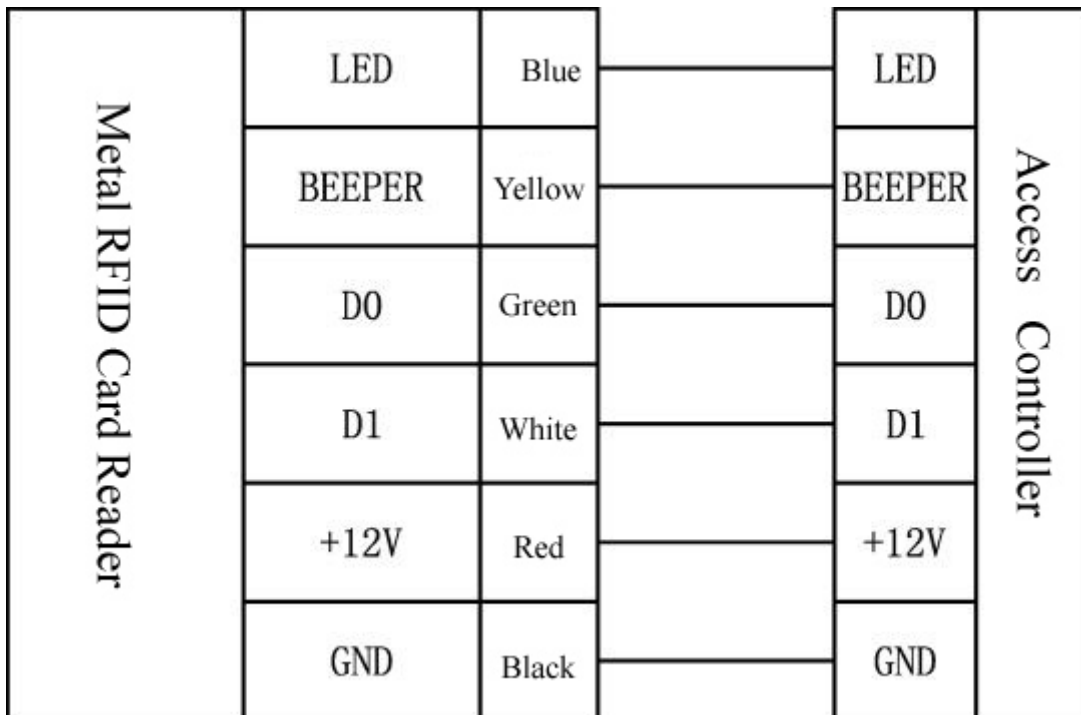 Metal RFID Card Reader
LED Blue LED
BEEPER Yellow BEEPER
D0 Green D0
D1 White D1
+12V Red +12V
GND Black GND
Access Controller